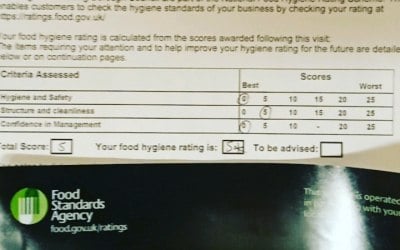 enables customers to check the hygiene standards of your business by checking your rating at
https://ratings.food.gov.uk/
Your food hygiene rating is calculated from the scores awarded following this visit.
The items requiring your attention and to help improve your hygiene rating for the future are detailed
below or on continuation pages.
Criteria Assessed Scores
Best Worst
Hygiene and Safety 0 5 10 15 20 25
Structure and cleanliness 0 5 10 15 20 25
Confidence in Management 0 5 10 - 20 25
Total Score: 5 Your food hygiene rating is: 5 To be advised:
Food
Standards
Agency
food.gov.uk/ratings
is operated
with your